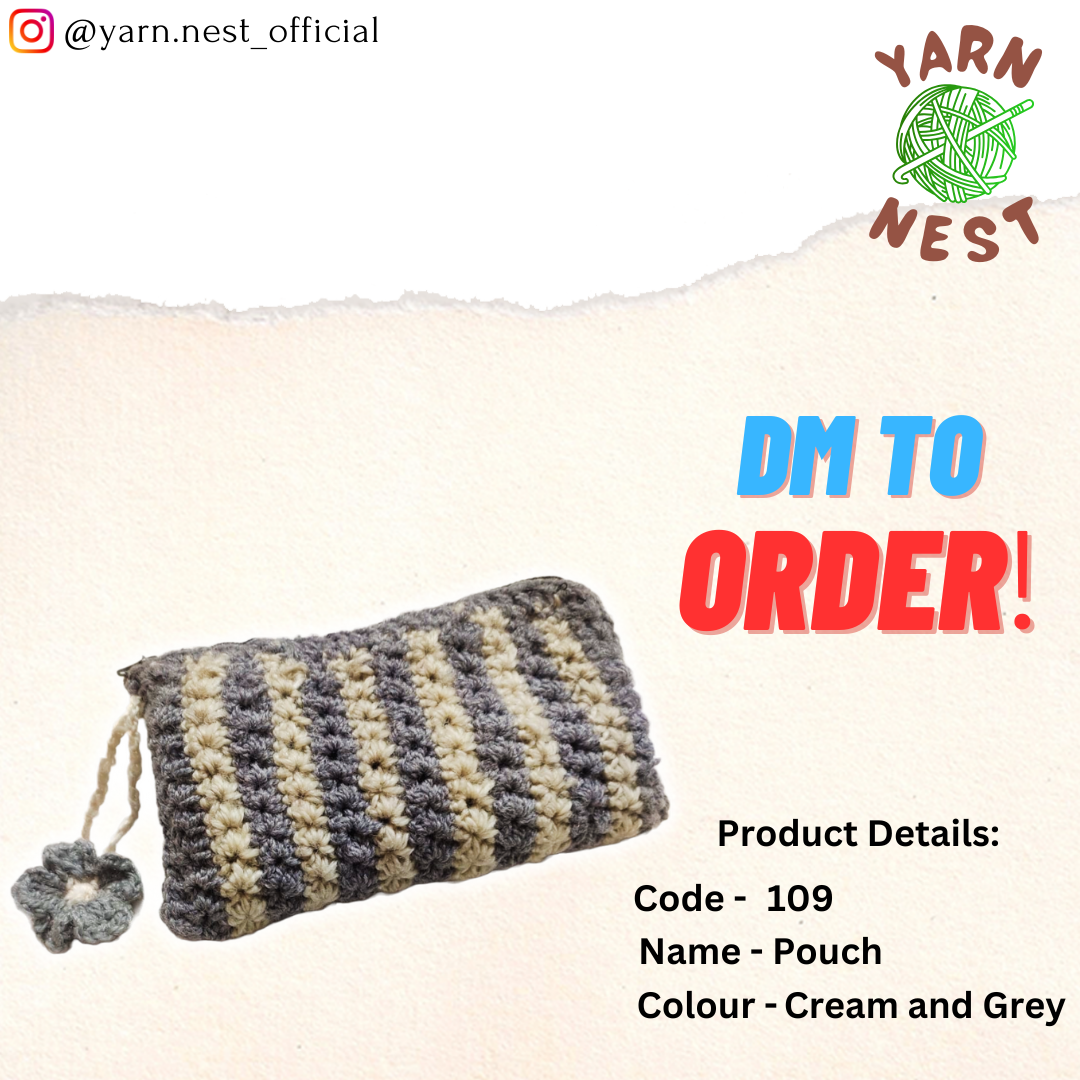 @yarn.nest_official
YARN
NEST
DM TO
ORDER!
Product Details:
Code - 109
Name - Pouch
Colour - Cream and Grey